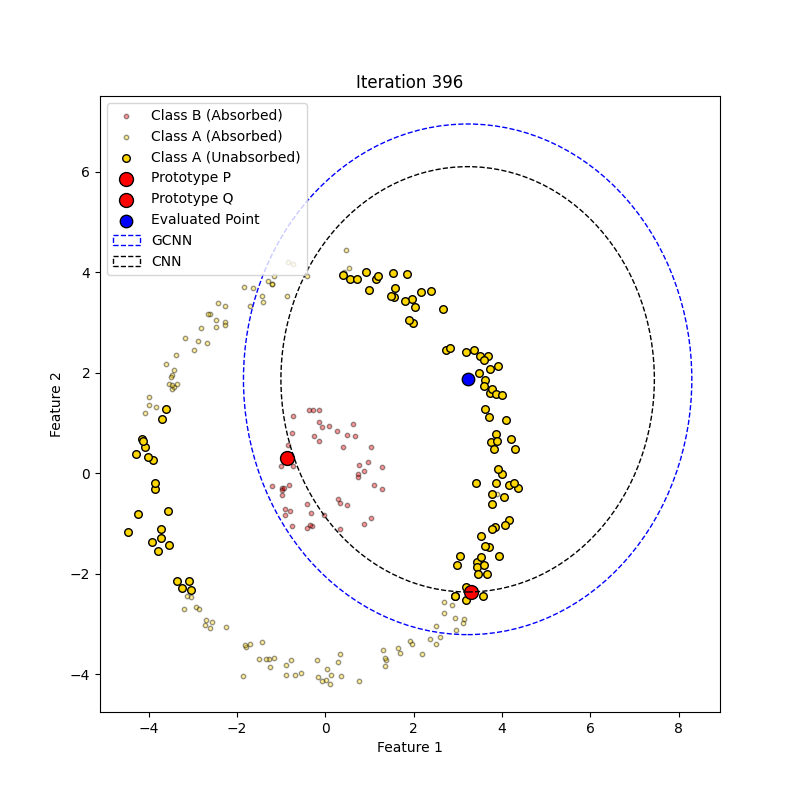 Iteration 396
Class B (Absorbed)
Class A (Absorbed)
Class A (Unabsorbed)
Prototype P
Prototype Q
Evaluated Point
GCNN
CNN
Feature 2
6
4
2
0
−2
−4
−4
−2
0
2
4
6
8
Feature 1